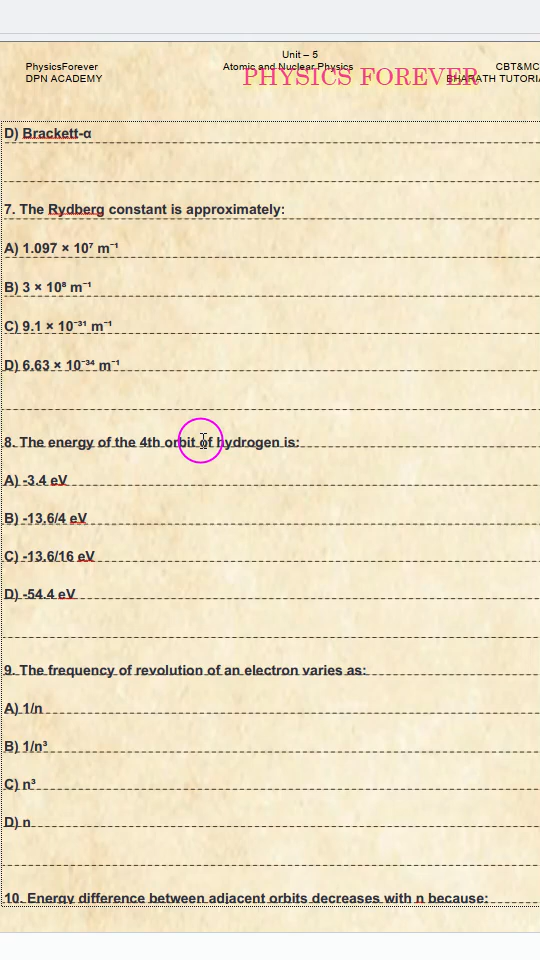 Unit – 5
PhysicsForever Atomic and Nuclear Physics CBT&MC
DPN ACADEMY PHYSICS FOREVER BHARATH TUTORI
D) Brackett-α
7. The Rydberg constant is approximately:
A) 1.097 × 10⁷ m⁻¹
B) 3 × 10⁸ m⁻¹
C) 9.1 × 10⁻³¹ m⁻¹
D) 6.63 × 10⁻³⁴ m⁻¹
8. The energy of the 4th orbit of hydrogen is:
A) -3.4 eV
B) -13.6/4 eV
C) -13.6/16 eV
D) -54.4 eV
9. The frequency of revolution of an electron varies as:
A) 1/n
B) 1/n³
C) n³
D) n
10. Energy difference between adjacent orbits decreases with n because: